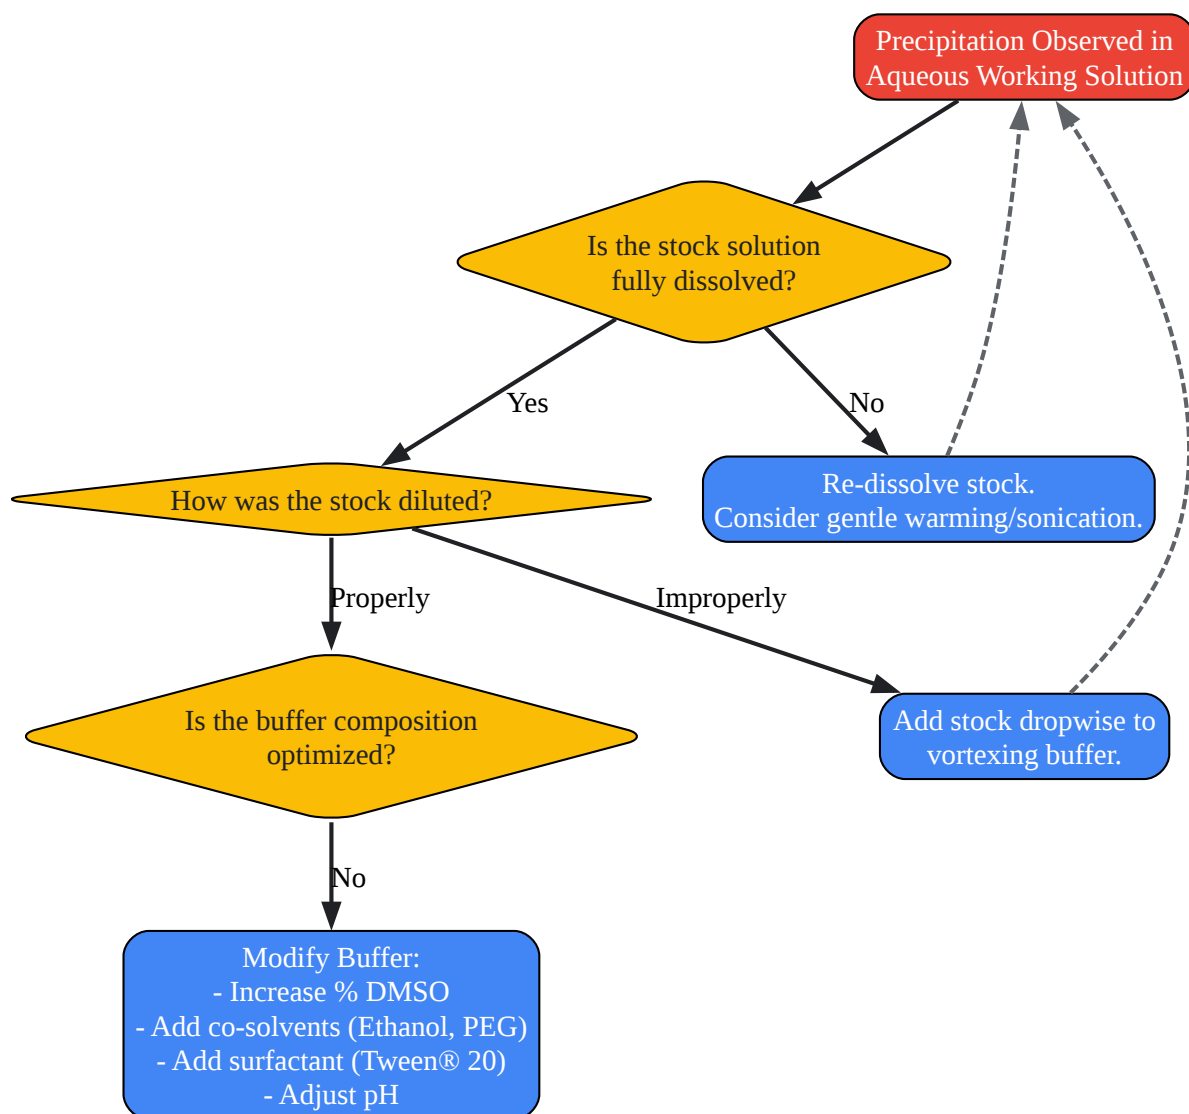 Precipitation Observed in
Aqueous Working Solution
Is the stock solution
fully dissolved?
Yes
No
How was the stock diluted?
Re-dissolve stock.
Consider gentle warming/sonication.
Properly
Improperly
Is the buffer composition
optimized?
Add stock dropwise to
vortexing buffer.
No
Modify Buffer:
- Increase % DMSO
- Add co-solvents (Ethanol, PEG)
- Add surfactant (Tween® 20)
- Adjust pH